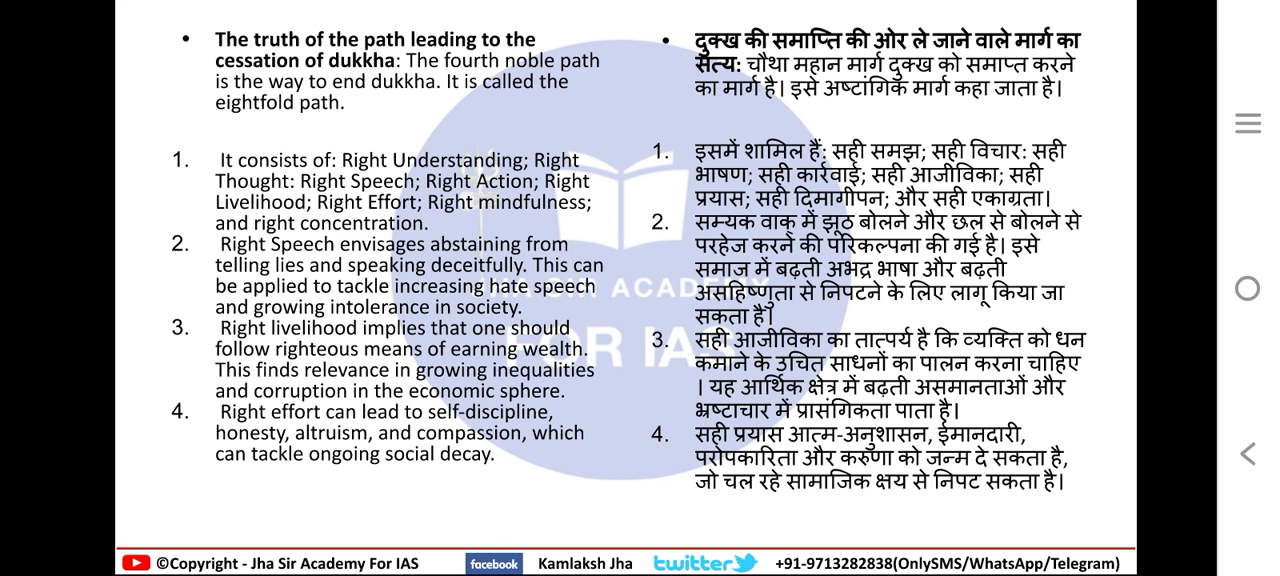 • The truth of the path leading to the
cessation of dukkha: The fourth noble path
is the way to end dukkha. It is called the
eightfold path.
1. It consists of: Right Understanding; Right
Thought: Right Speech; Right Action; Right
Livelihood; Right Effort; Right mindfulness;
and right concentration.
2. Right Speech envisages abstaining from
telling lies and speaking deceitfully. This can
be applied to tackle increasing hate speech
and growing intolerance in society.
3. Right livelihood implies that one should
follow righteous means of earning wealth.
This finds relevance in growing inequalities
and corruption in the economic sphere.
4. Right effort can lead to self-discipline,
honesty, altruism, and compassion, which
can tackle ongoing social decay.
• दुक्ख की समाप्ति की ओर ले जाने वाले मार्ग का
सत्य: चौथा महान मार्ग दुक्ख को समाप्त करने
का मार्ग है। इसे अष्टांगिक मार्ग कहा जाता है।
1. इसमें शामिल हैं: सही समझ; सही विचार: सही
भाषण; सही कार्रवाई; सही आजीविका; सही
प्रयास; सही दिमागीपन; और सही एकाग्रता।
2. सम्यक वाक् में झूठ बोलने और छल से बोलने से
परहेज करने की परिकल्पना की गई है। इसे
समाज में बढ़ती अभद्र भाषा और बढ़ती
असहिष्णुता से निपटने के लिए लागू किया जा
सकता है।
3. सही आजीविका का तात्पर्य है कि व्यक्ति को धन
कमाने के उचित साधनों का पालन करना चाहिए
। यह आर्थिक क्षेत्र में बढ़ती असमानताओं और
भ्रष्टाचार में प्रासंगिकता पाता है।
4. सही प्रयास आत्म-अनुशासन, ईमानदारी,
परोपकारिता और करुणा को जन्म दे सकता है,
जो चल रहे सामाजिक क्षय से निपट सकता है।
JHA SIR ACADEMY
FOR IAS
©Copyright - Jha Sir Academy For IAS facebook Kamlaksh Jha twitter +91-9713282838(OnlySMS/WhatsApp/Telegram)